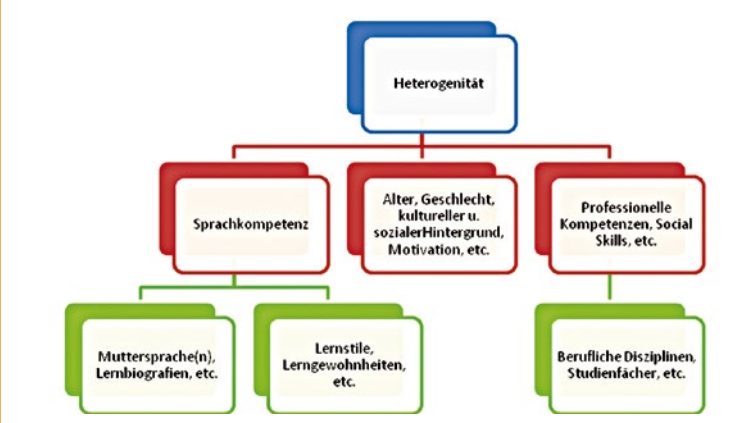 Heterogenität
Sprachkompetenz
Alter, Geschlecht,
kultureller u.
sozialerHintergrund,
Motivation, etc.
Professionelle
Kompetenzen, Social
Skills, etc.
Muttersprache(n),
Lernbiografien, etc.
Lernstile,
Lerngewohnheiten,
etc.
Berufliche Disziplinen,
Studienfächer, etc.